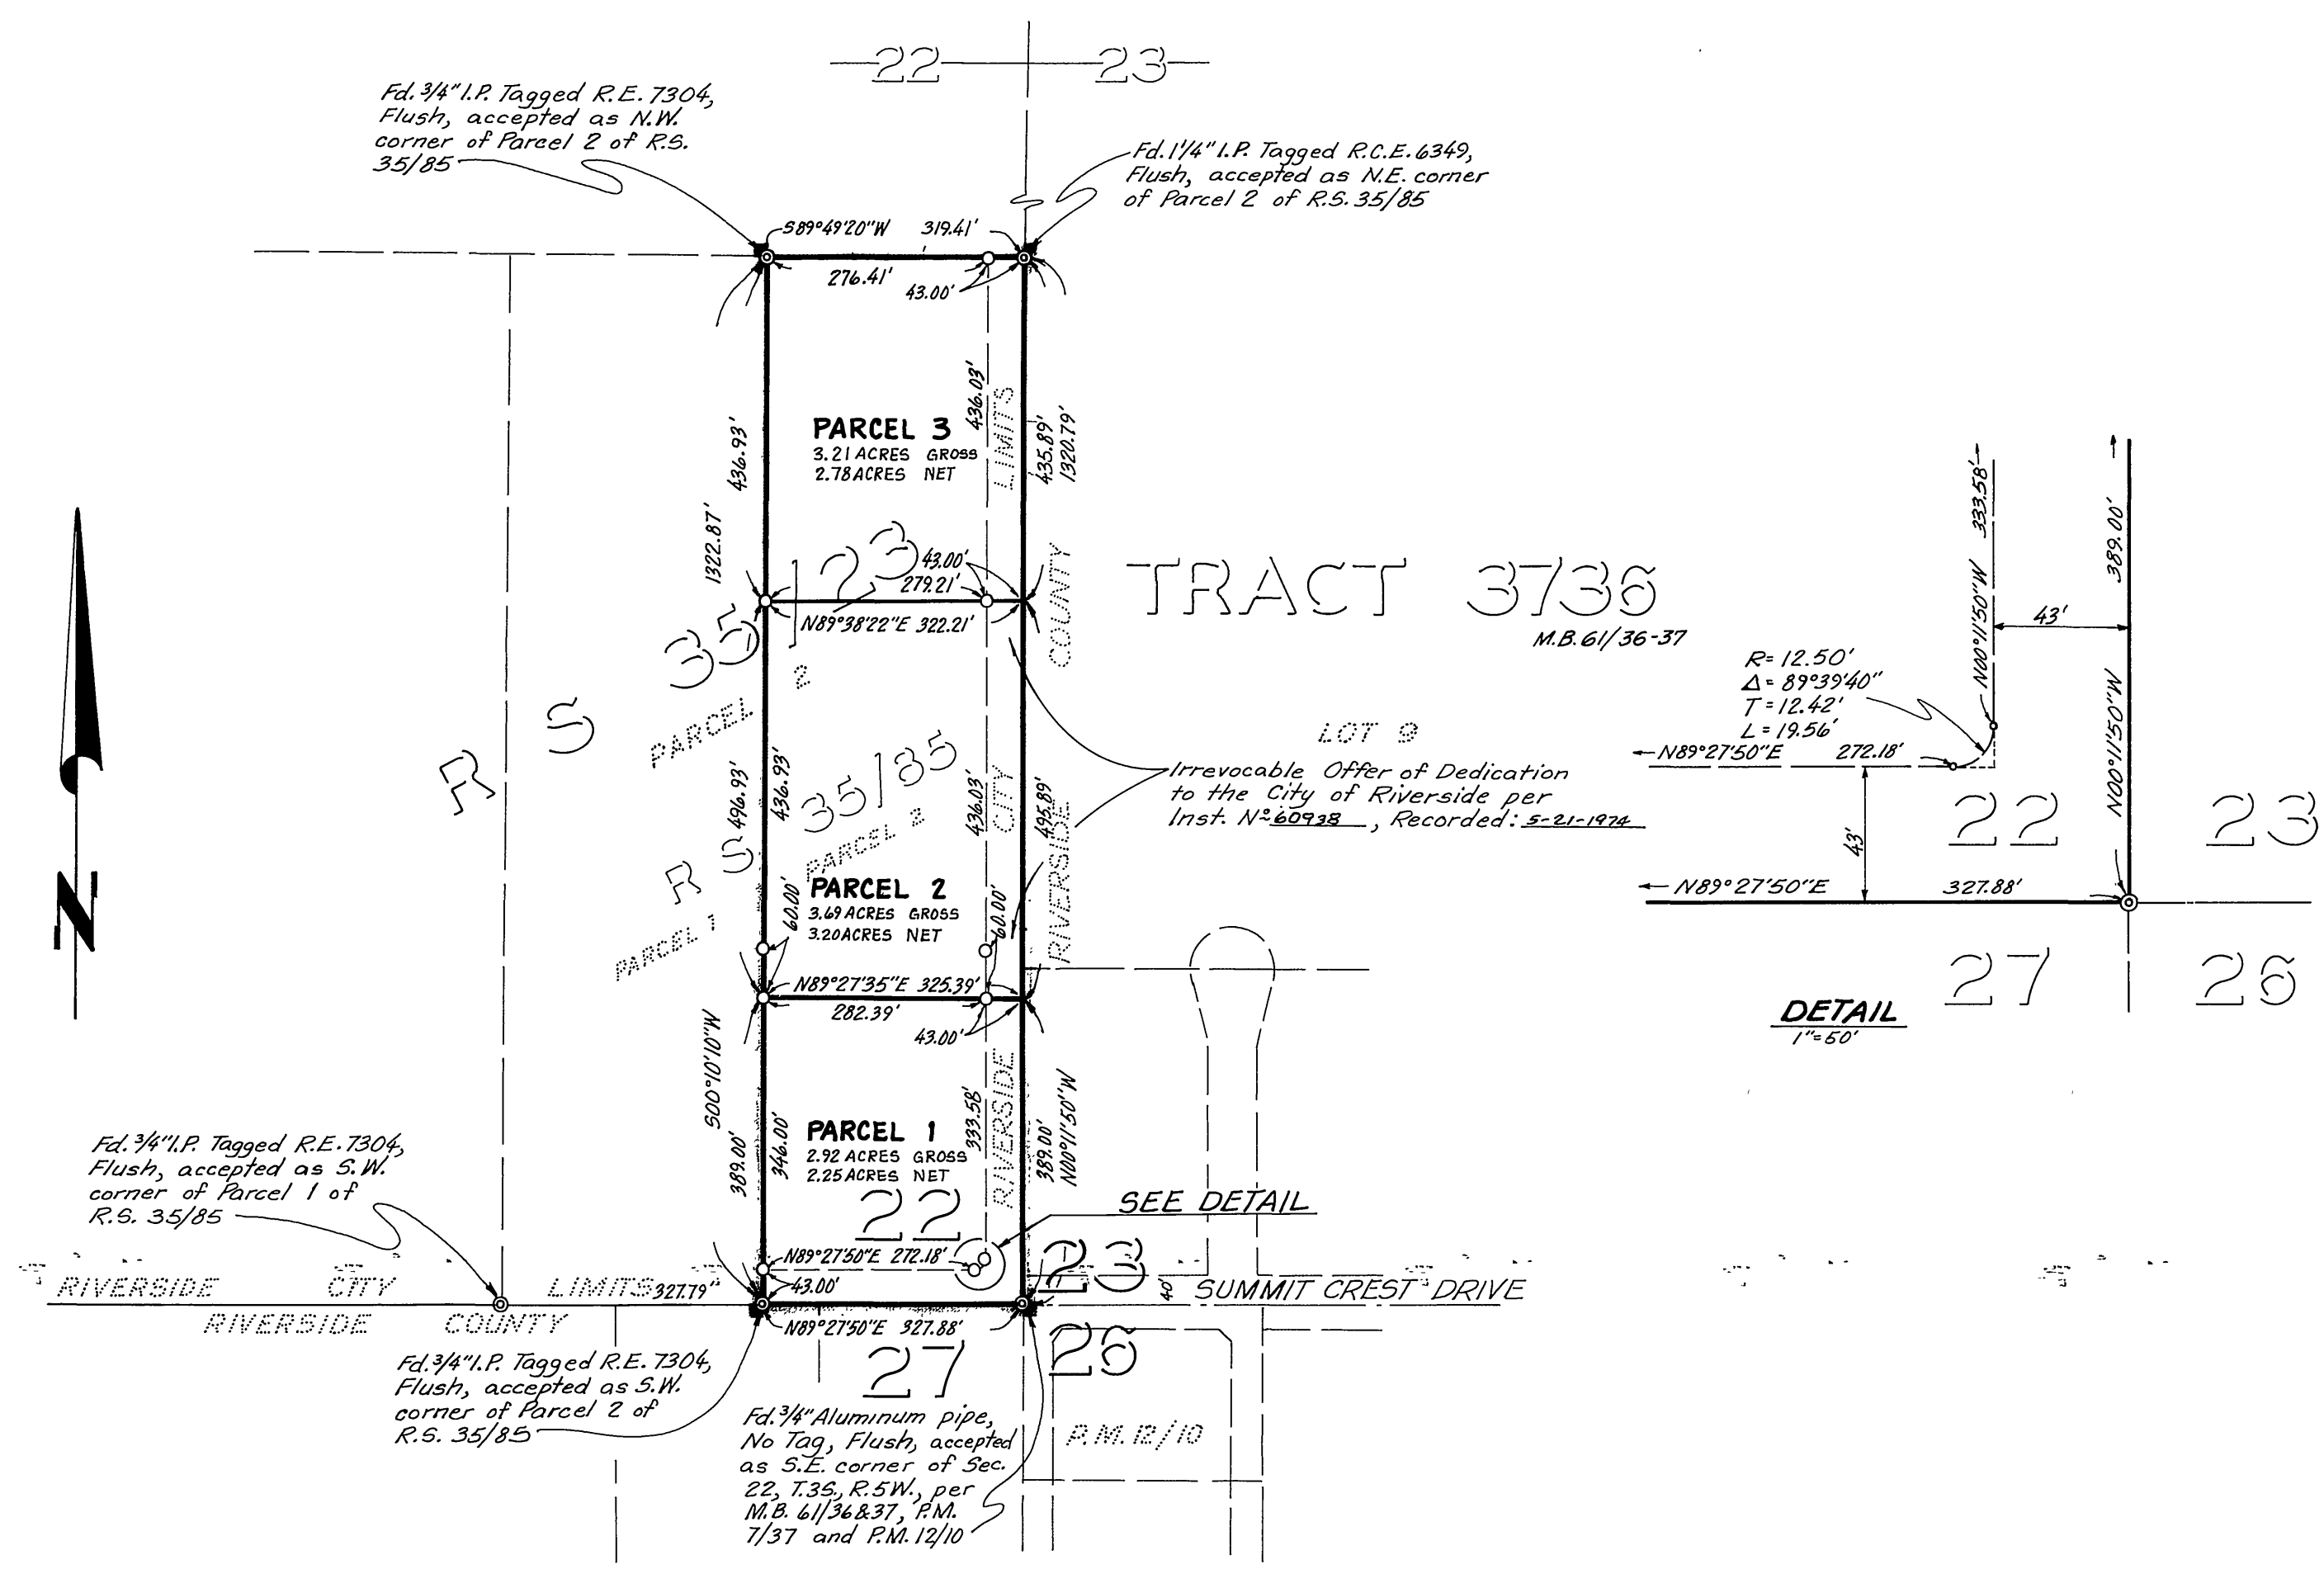 22 23
Fd. 3/4" I.P. Tagged R.E. 7304,
Flush, accepted as N.W.
corner of Parcel 2 of R.S.
35/85
Fd. 1 1/4" I.P. Tagged R.C.E. 6349,
Flush, accepted as N.E. corner
of Parcel 2 of R.S. 35/85
S89°49'20"W 319.41'
276.41'
43.00'
436.93'
1322.87'
PARCEL 3
3.21 ACRES GROSS
2.78 ACRES NET
436.03'
LIMITS
435.89'
1320.79'
43.00'
279.21'
N89°38'22"E 322.21'
R S 35/123
PARCEL 2
COUNTY
TRACT 3736
M.B. 61/36-37
LOT 9
Irrevocable Offer of Dedication
to the City of Riverside per
Inst. Nº 60938, Recorded: 5-21-1974
496.93'
436.93'
R S 35/85
PARCEL 2
PARCEL 1
436.03'
CITY
495.89'
RIVERSIDE
PARCEL 2
3.69 ACRES GROSS
3.20 ACRES NET
60.00'
60.00'
N89°27'35"E 325.39'
282.39'
43.00'
S00°10'10"W
389.00'
346.00'
PARCEL 1
2.92 ACRES GROSS
2.25 ACRES NET
333.58'
RIVERSIDE
389.00'
N00°11'50"W
22
SEE DETAIL
N89°27'50"E 272.18'
43.00'
23
40'
SUMMIT CREST DRIVE
Fd. 3/4" I.P. Tagged R.E. 7304,
Flush, accepted as S.W.
corner of Parcel 1 of
R.S. 35/85
RIVERSIDE CITY LIMITS 327.79"
RIVERSIDE COUNTY
N89°27'50"E 327.88'
27
26
Fd. 3/4" I.P. Tagged R.E. 7304,
Flush, accepted as S.W.
corner of Parcel 2 of
R.S. 35/85
Fd. 3/4" Aluminum pipe,
No Tag, Flush, accepted
as S.E. corner of Sec.
22, T.3S., R.5W., per
M.B. 61/36&37, P.M.
7/37 and P.M. 12/10
P.M. 12/10
N
333.58'
N00°11'50"W
389.00'
N00°11'50"W
43'
R= 12.50'
Δ= 89°39'40"
T= 12.42'
L= 19.56'
N89°27'50"E 272.18'
43'
22 23
N89°27'50"E 327.88'
27 26
DETAIL
1"=50'